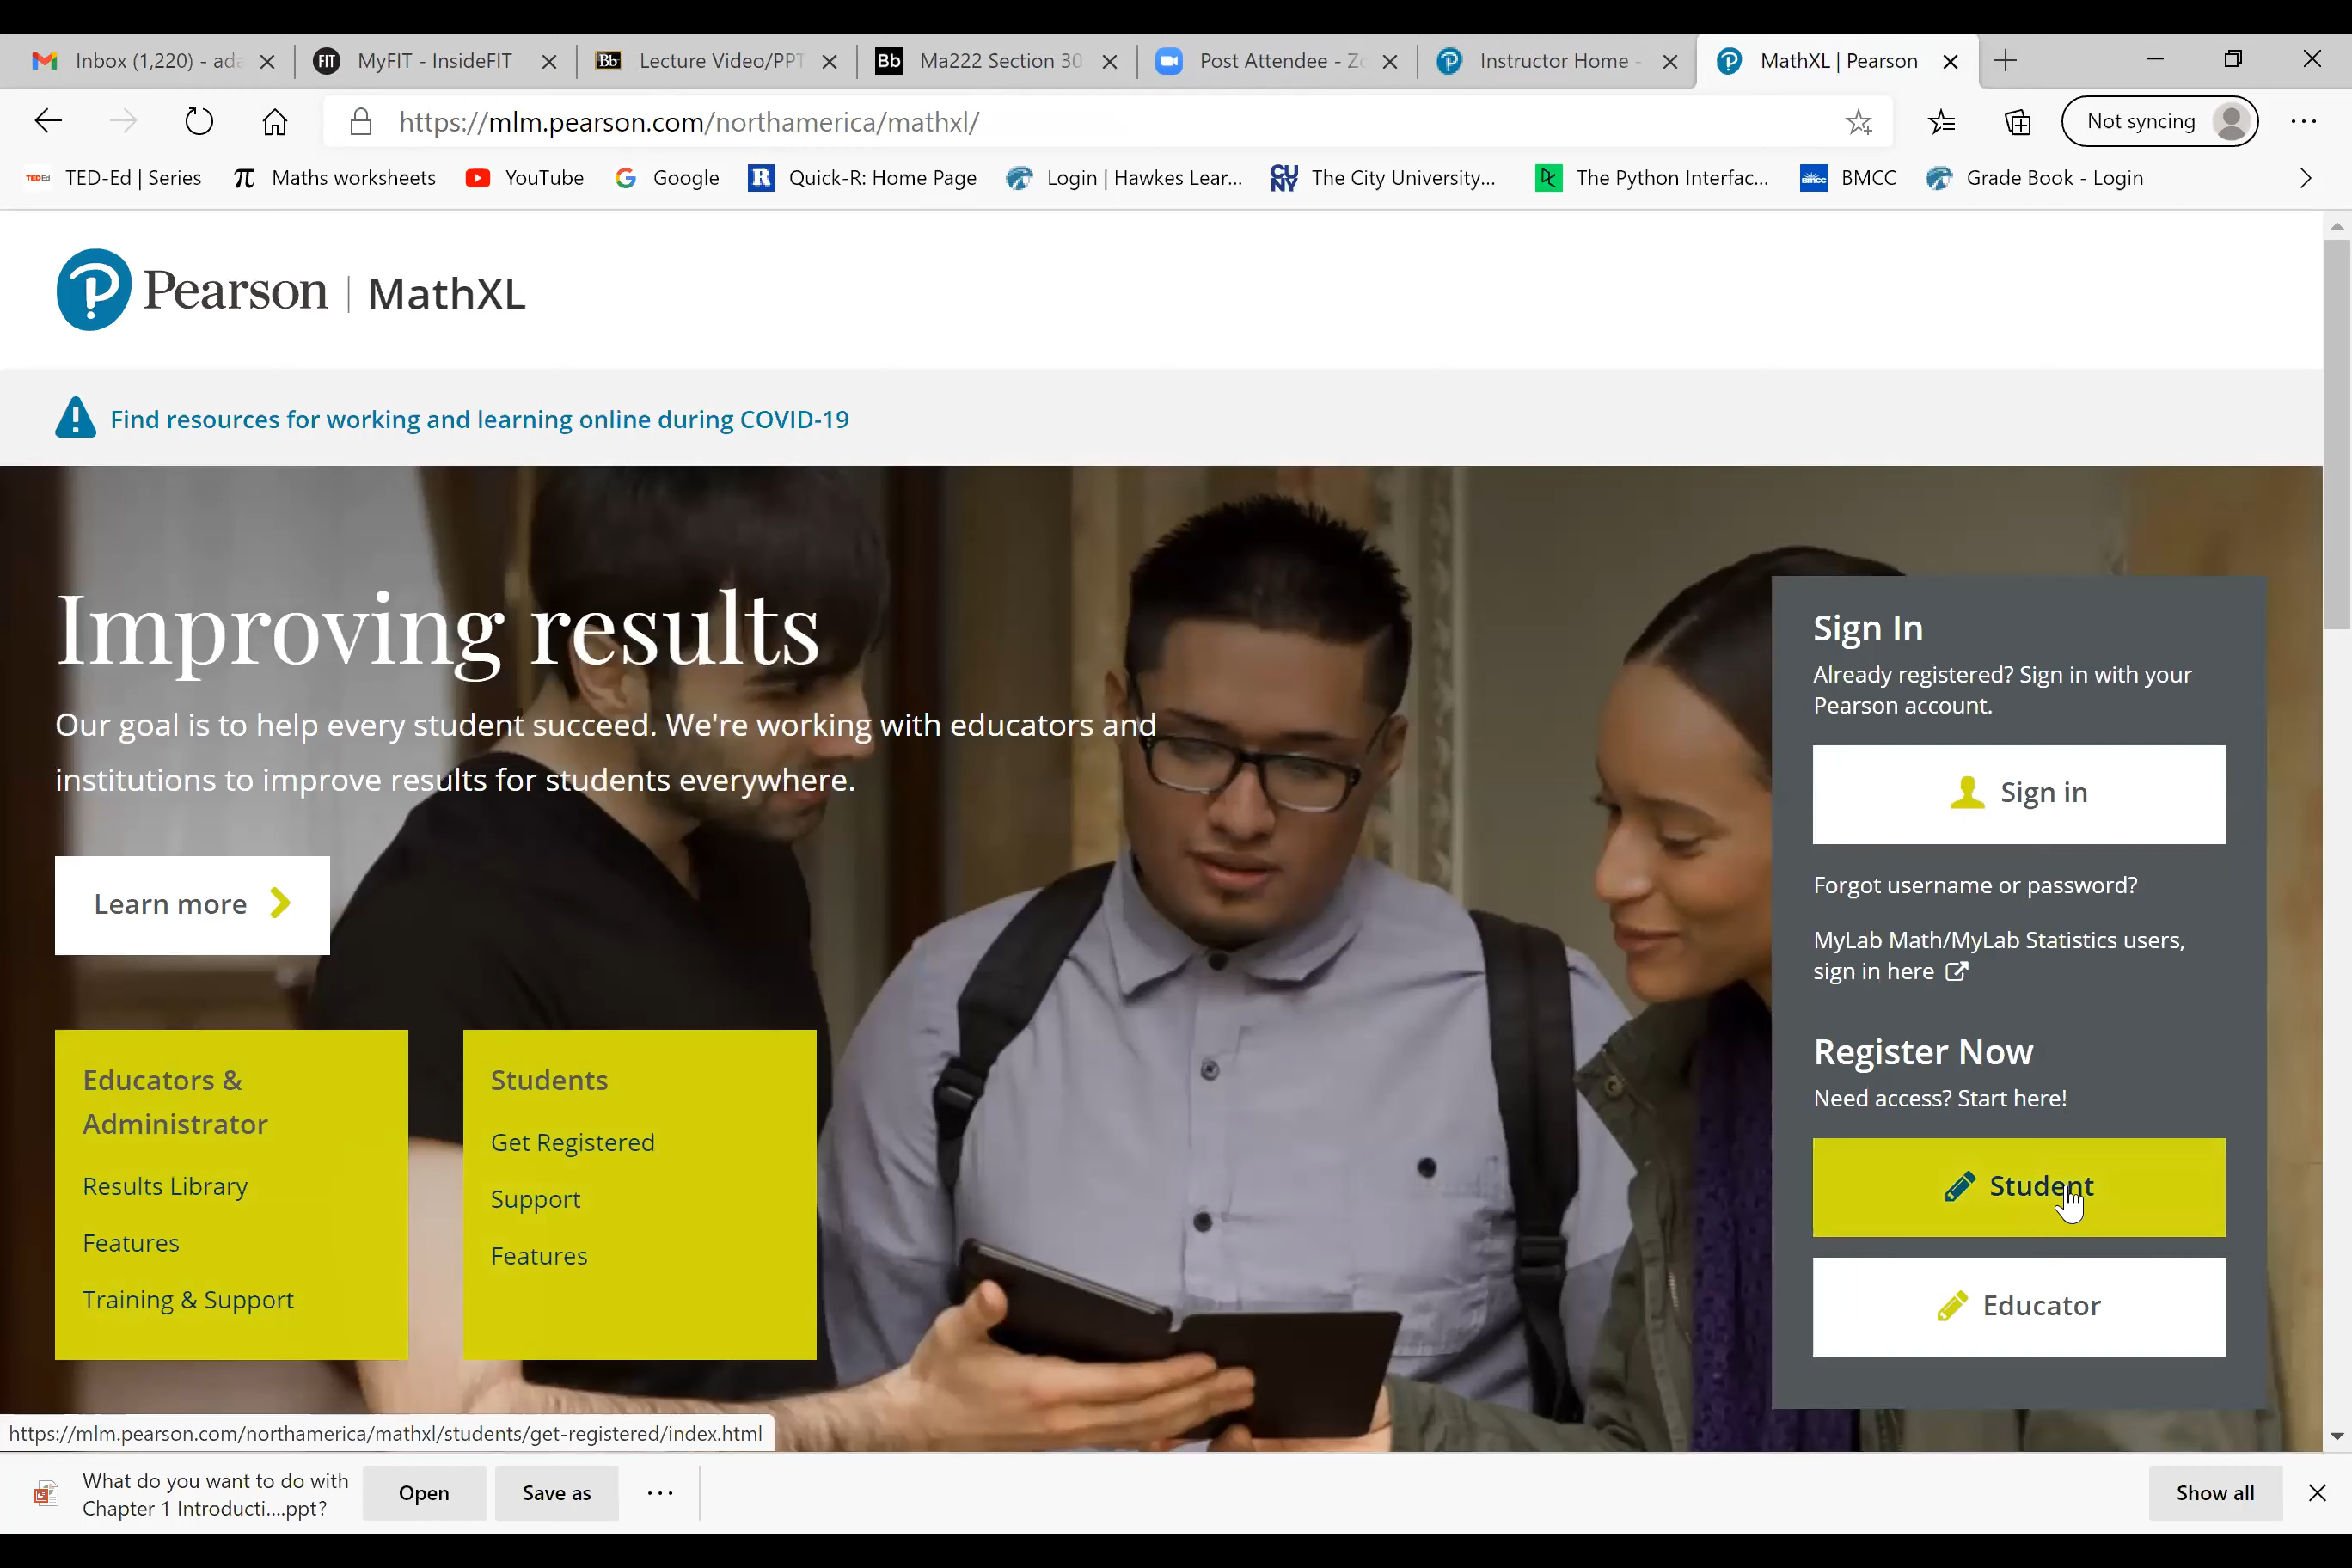 Inbox (1,220) - ada
MyFIT - InsideFIT
Bb
Lecture Video/PPT
Bb
Ma222 Section 30
Post Attendee - Zo
Instructor Home -
MathXL | Pearson
https://mlm.pearson.com/northamerica/mathxl/
Not syncing
TED-Ed | Series
Maths worksheets
YouTube
Google
Quick-R: Home Page
Login | Hawkes Lear...
The City University...
The Python Interfac...
BMCC
Grade Book - Login
Pearson | MathXL
Find resources for working and learning online during COVID-19
Improving results
Our goal is to help every student succeed. We're working with educators and
institutions to improve results for students everywhere.
Learn more
Educators &
Administrator
Results Library
Features
Training & Support
Students
Get Registered
Support
Features
Sign In
Already registered? Sign in with your
Pearson account.
Sign in
Forgot username or password?
MyLab Math/MyLab Statistics users,
sign in here
Register Now
Need access? Start here!
Student
Educator
https://mlm.pearson.com/northamerica/mathxl/students/get-registered/index.html
What do you want to do with
Chapter 1 Introducti....ppt?
Open
Save as
Show all